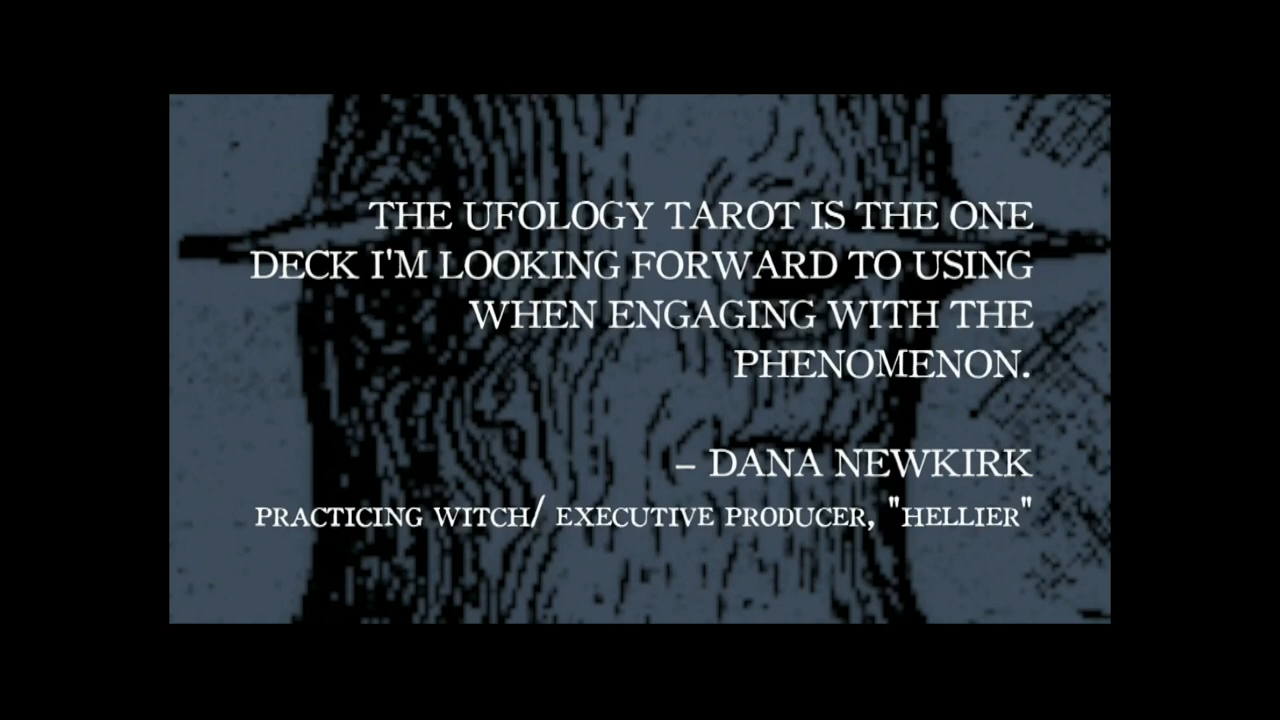 THE UFOLOGY TAROT IS THE ONE
DECK I'M LOOKING FORWARD TO USING
WHEN ENGAGING WITH THE
PHENOMENON.
– DANA NEWKIRK
PRACTICING WITCH/ EXECUTIVE PRODUCER, "HELLIER"